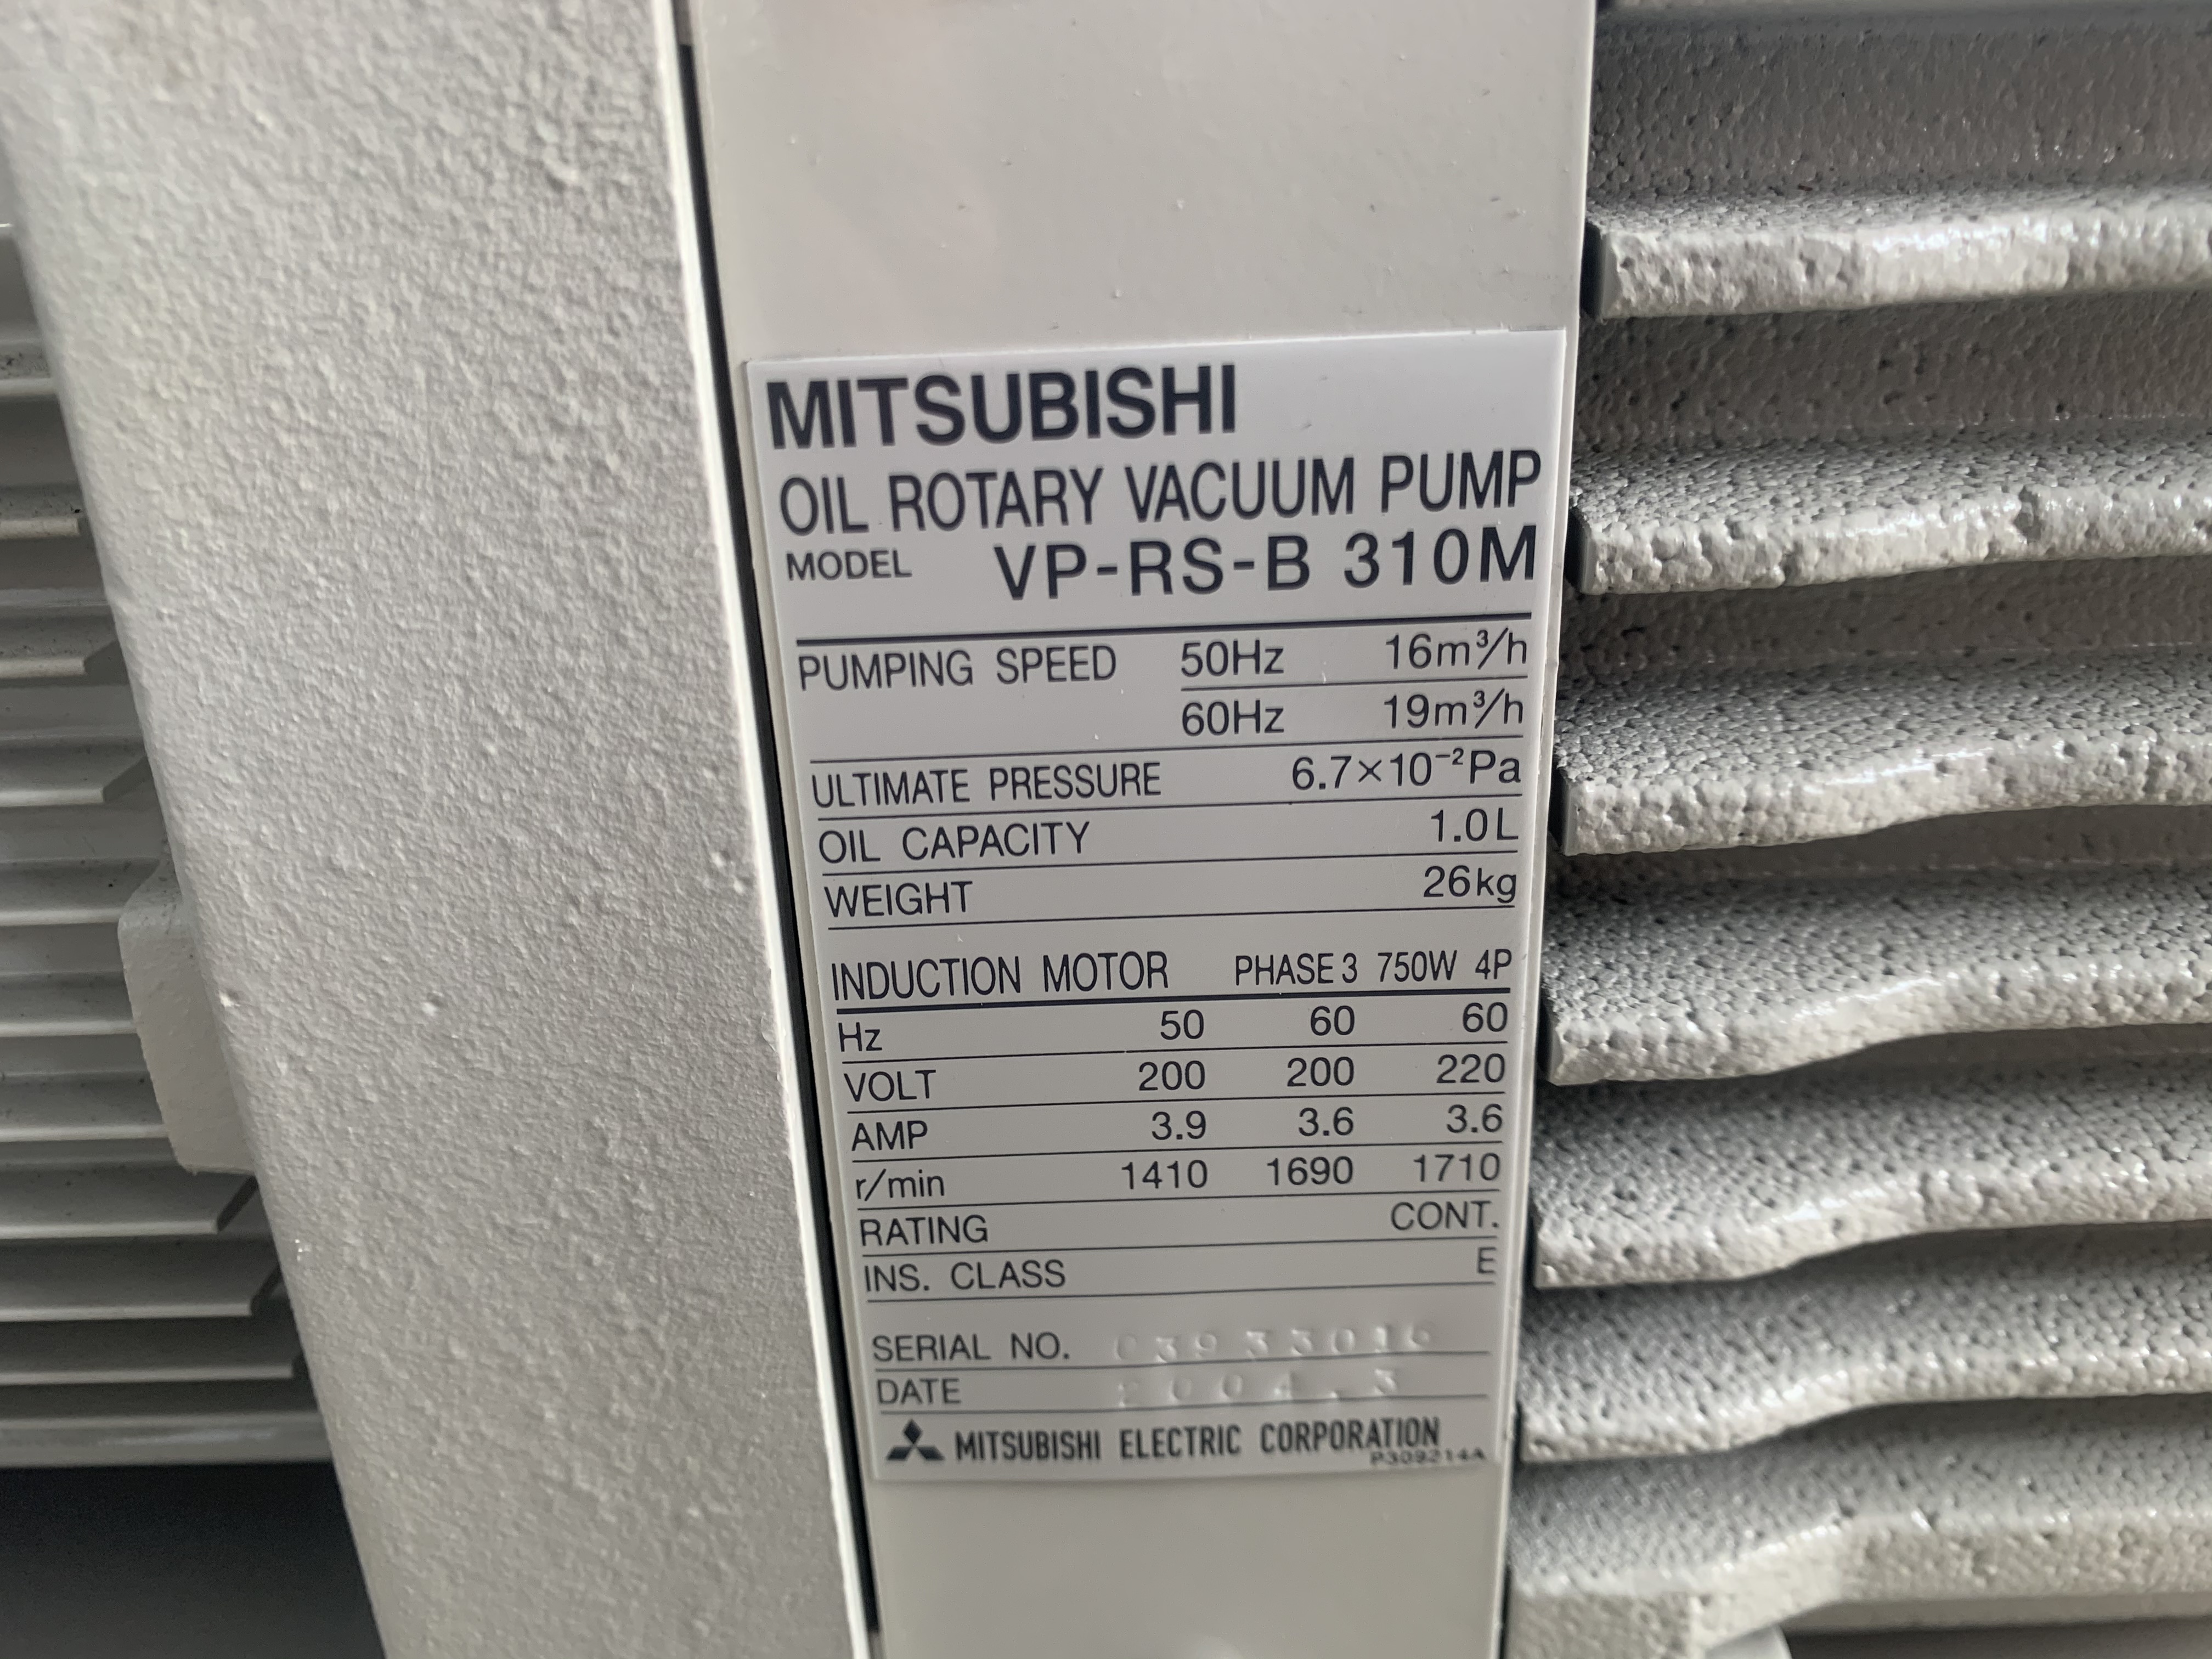 MITSUBISHI
OIL ROTARY VACUUM PUMP
MODEL VP-RS-B 310M
PUMPING SPEED 50Hz 16m³/h
60Hz 19m³/h
ULTIMATE PRESSURE 6.7×10⁻²Pa
OIL CAPACITY 1.0L
WEIGHT 26kg
INDUCTION MOTOR PHASE 3 750W 4P
Hz 50 60 60
VOLT 200 200 220
AMP 3.9 3.6 3.6
r/min 1410 1690 1710
RATING CONT.
INS. CLASS E
SERIAL NO.
DATE 2004.3
MITSUBISHI ELECTRIC CORPORATION
P309214A